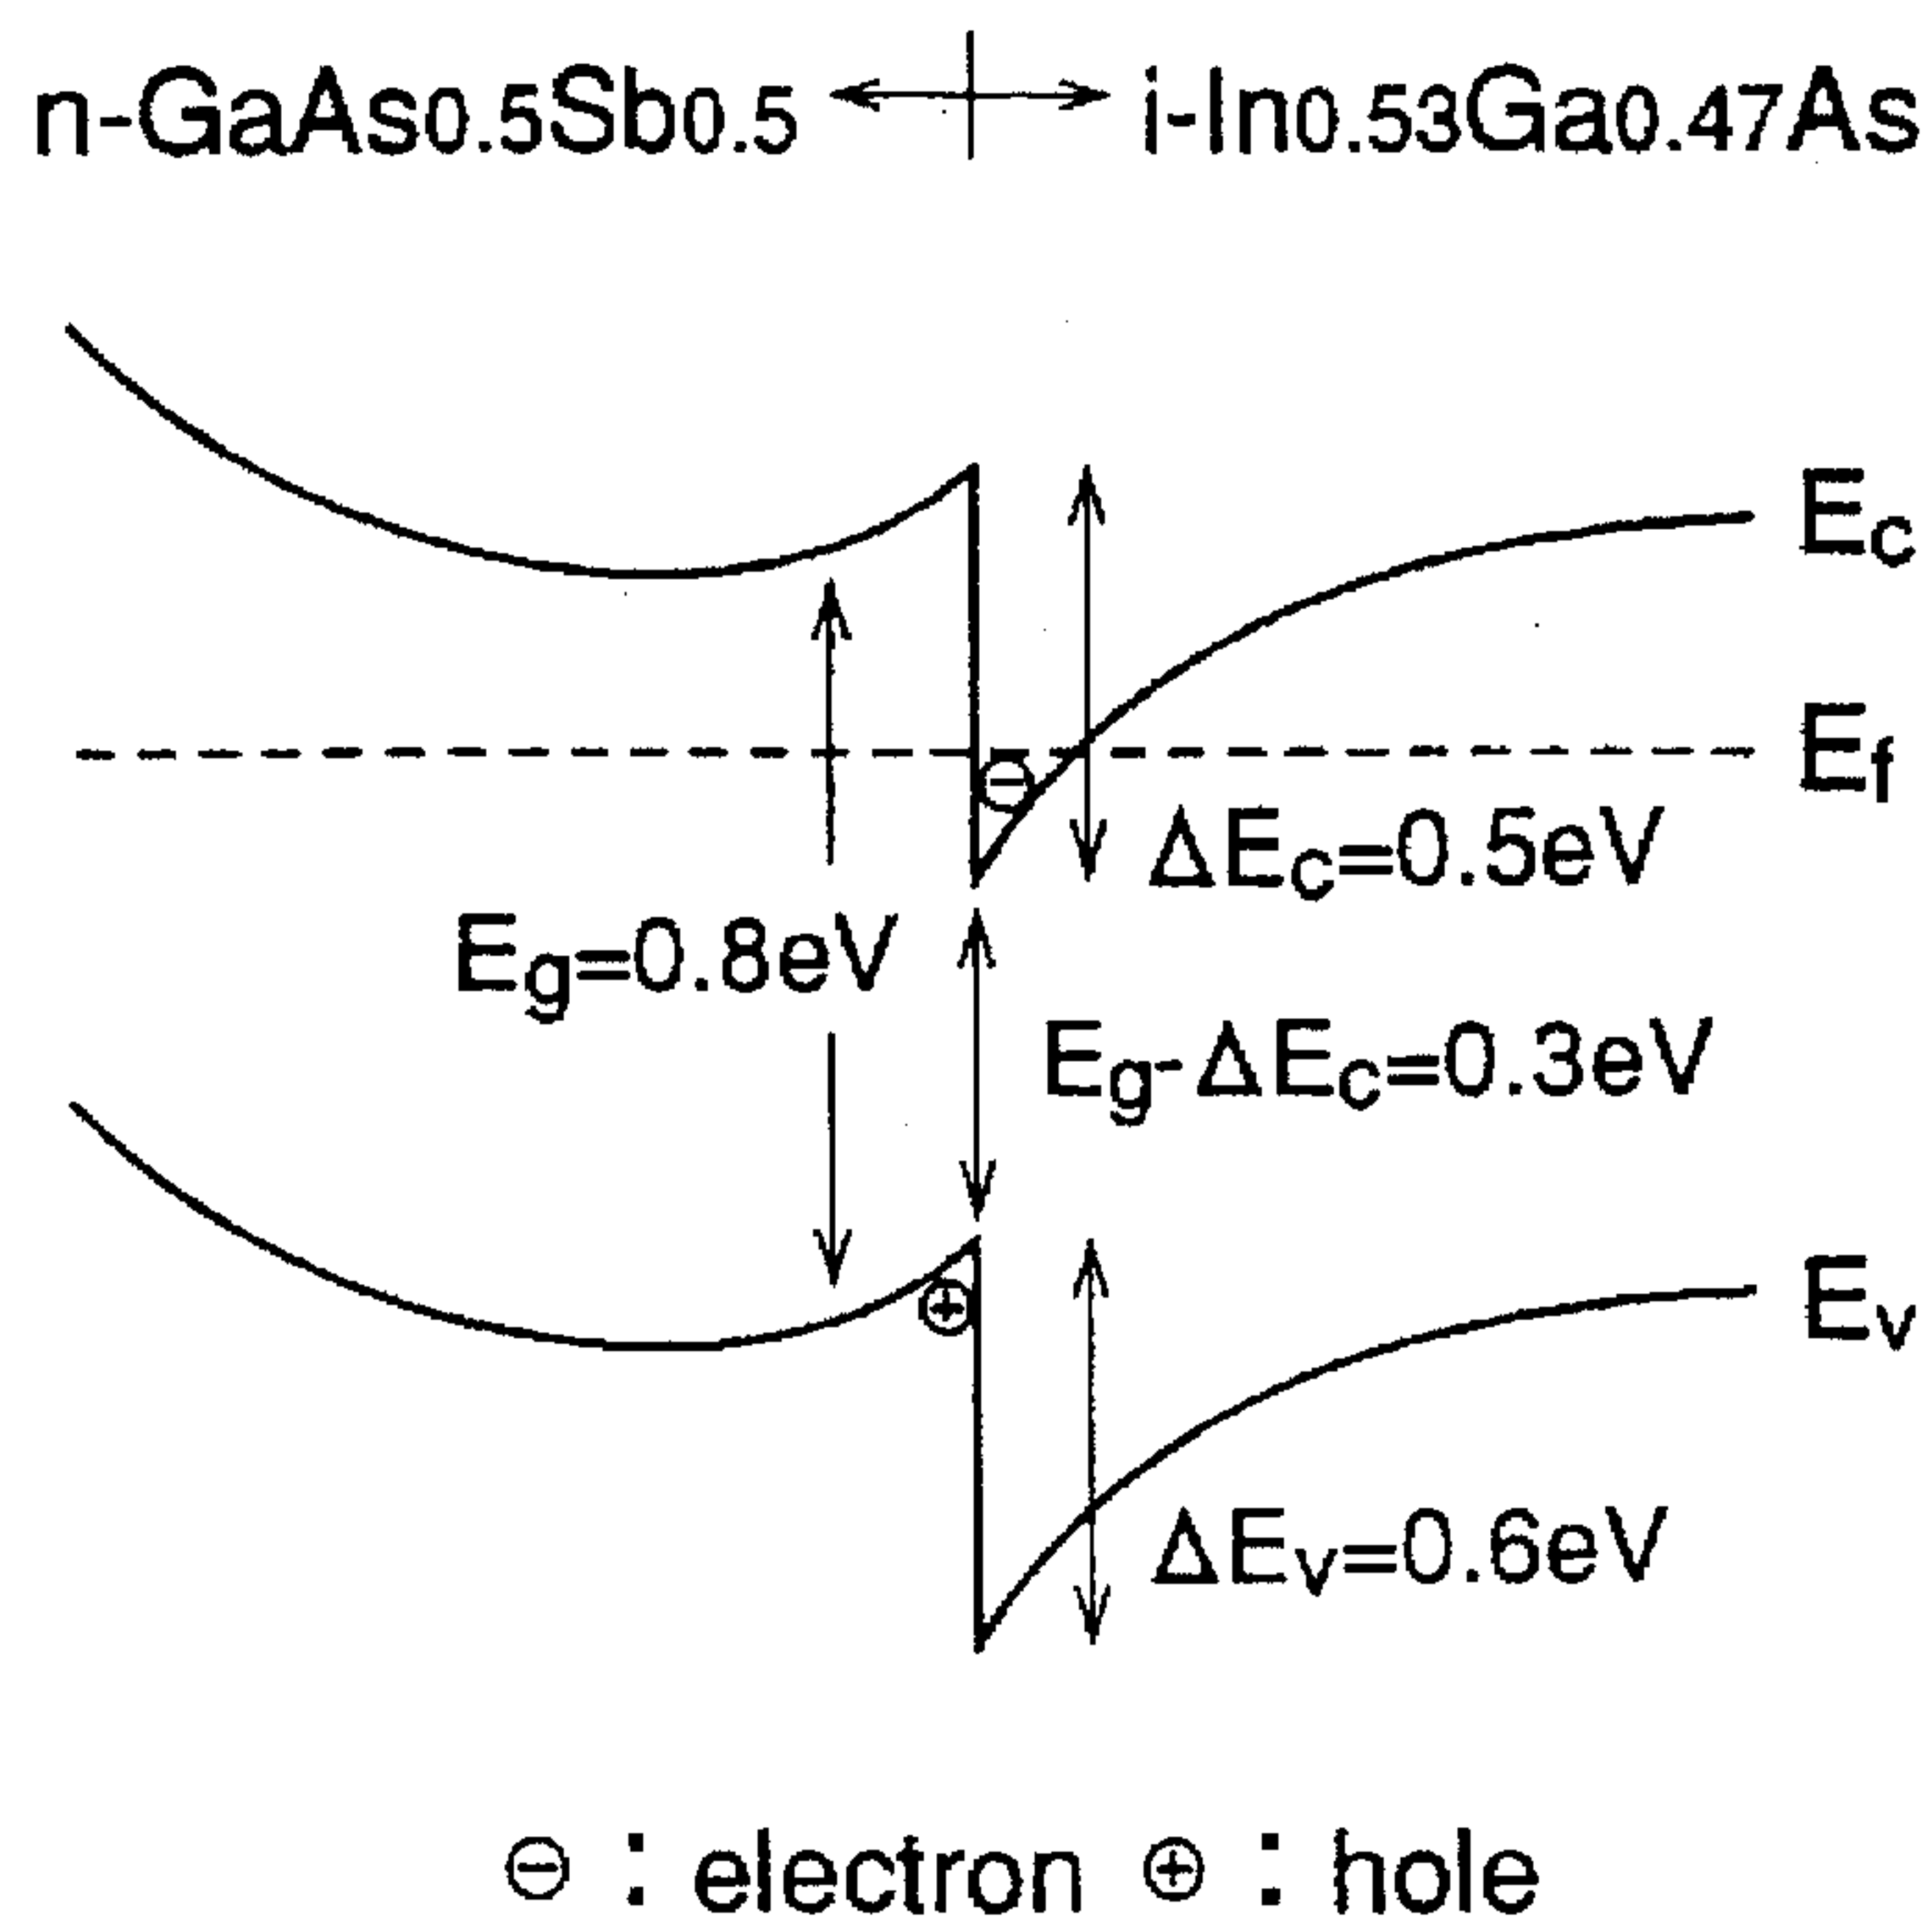 n-GaAs0.5Sb0.5 i-In0.53Ga0.47As
Ec
Ef
ΔEc=0.5eV
Eg=0.8eV
Eg-ΔEc=0.3eV
Ev
ΔEv=0.6eV
⊖ : electron ⊕ : hole